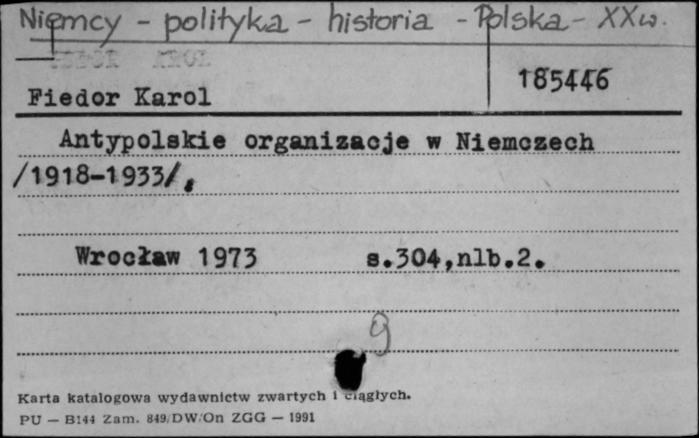 Niemcy - polityka - historia - Polska - XXw.
185446
Fiedor Karol
Antypolskie organizacje w Niemczech
/1918-1933/,
Wrocław 1973 s.304,nlb.2.
g
Karta katalogowa wydawnictw zwartych i ciągłych.
PU — B144 Zam. 849/DW/On ZGG — 1991